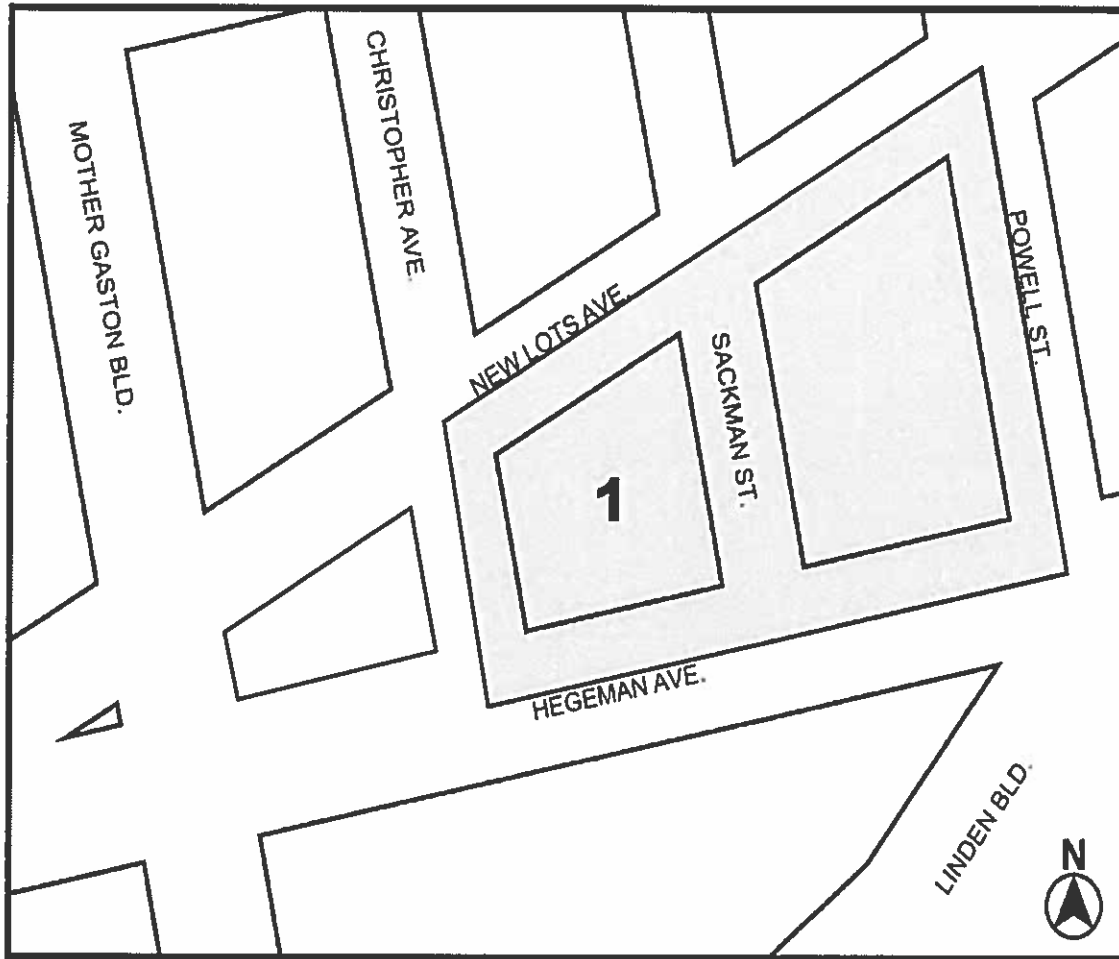 CHRISTOPHER AVE.
MOTHER GASTON BLD.
POWELL ST.
NEW LOTS AVE.
SACKMAN ST.
1
HEGEMAN AVE.
LINDEN BLD.
N